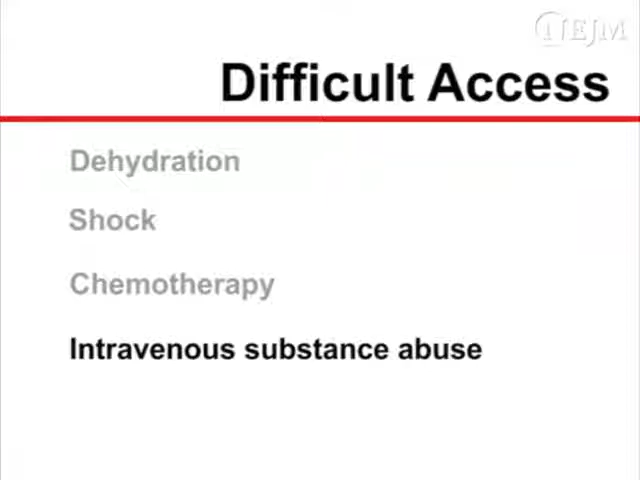 NEJM
Difficult Access
Dehydration
Shock
Chemotherapy
Intravenous substance abuse